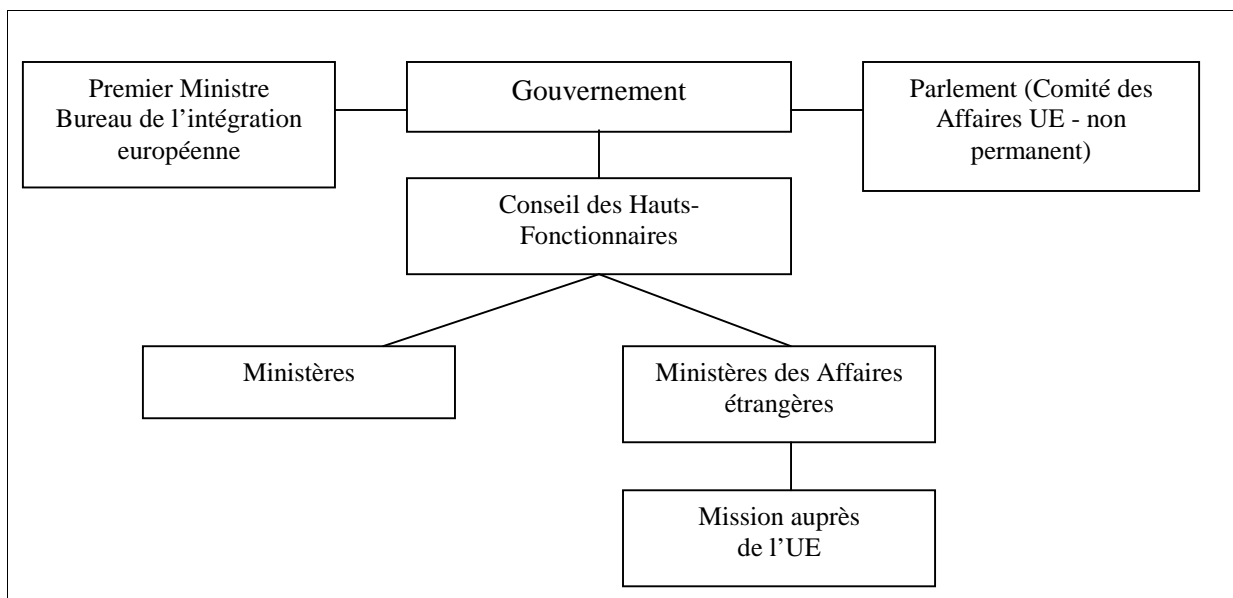 Premier Ministre
Bureau de l’intégration
européenne
Gouvernement
Parlement (Comité des
Affaires UE - non
permanent)
Conseil des Hauts-
Fonctionnaires
Ministères
Ministères des Affaires
étrangères
Mission auprès
de l’UE